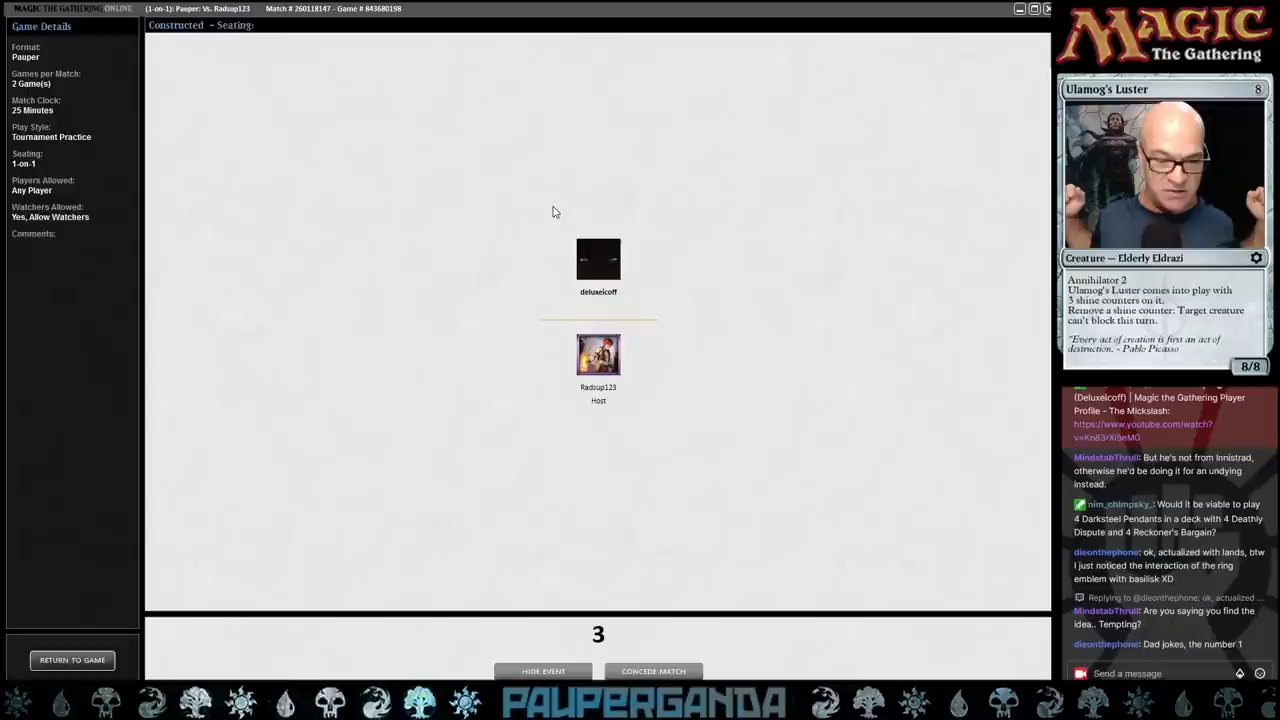 MAGIC THE GATHERING ONLINE (1-on-1): Pauper: Vs. Radsup123 Match # 260118147 - Game # 843680198
Game Details
Format:
Pauper
Games per Match:
2 Game(s)
Match Clock:
25 Minutes
Play Style:
Tournament Practice
Seating:
1-on-1
Players Allowed:
Any Player
Watchers Allowed:
Yes, Allow Watchers
Comments:
RETURN TO GAME
Constructed - Seating:
deluxeicoff
Radsup123
Host
3
HIDE EVENT
CONCEDE MATCH
MAGIC
The Gathering
Ulamog's Luster 8
Creature — Elderly Eldrazi
Annihilator 2
Ulamog's Luster comes into play with
3 shine counters on it.
Remove a shine counter: Target creature
can't block this turn.
"Every act of creation is first an act of
destruction. - Pablo Picasso
8/8
(Deluxeicoff) | Magic the Gathering Player
Profile - The Mickslash:
https://www.youtube.com/watch?
v=Kn83rXi5eM0
MindstabThrull: But he's not from Innistrad,
otherwise he'd be doing it for an undying
instead.
nim_chimpsky_: Would it be viable to play
4 Darksteel Pendants in a deck with 4 Deathly
Dispute and 4 Reckoner's Bargain?
dieonthephone: ok, actualized with lands, btw
I just noticed the interaction of the ring
emblem with basilisk XD
Replying to @dieonthephone: ok, actualized ...
MindstabThrull: Are you saying you find the
idea.. Tempting?
dieonthephone: Dad jokes, the number 1
Send a message
PAUPERGANDA